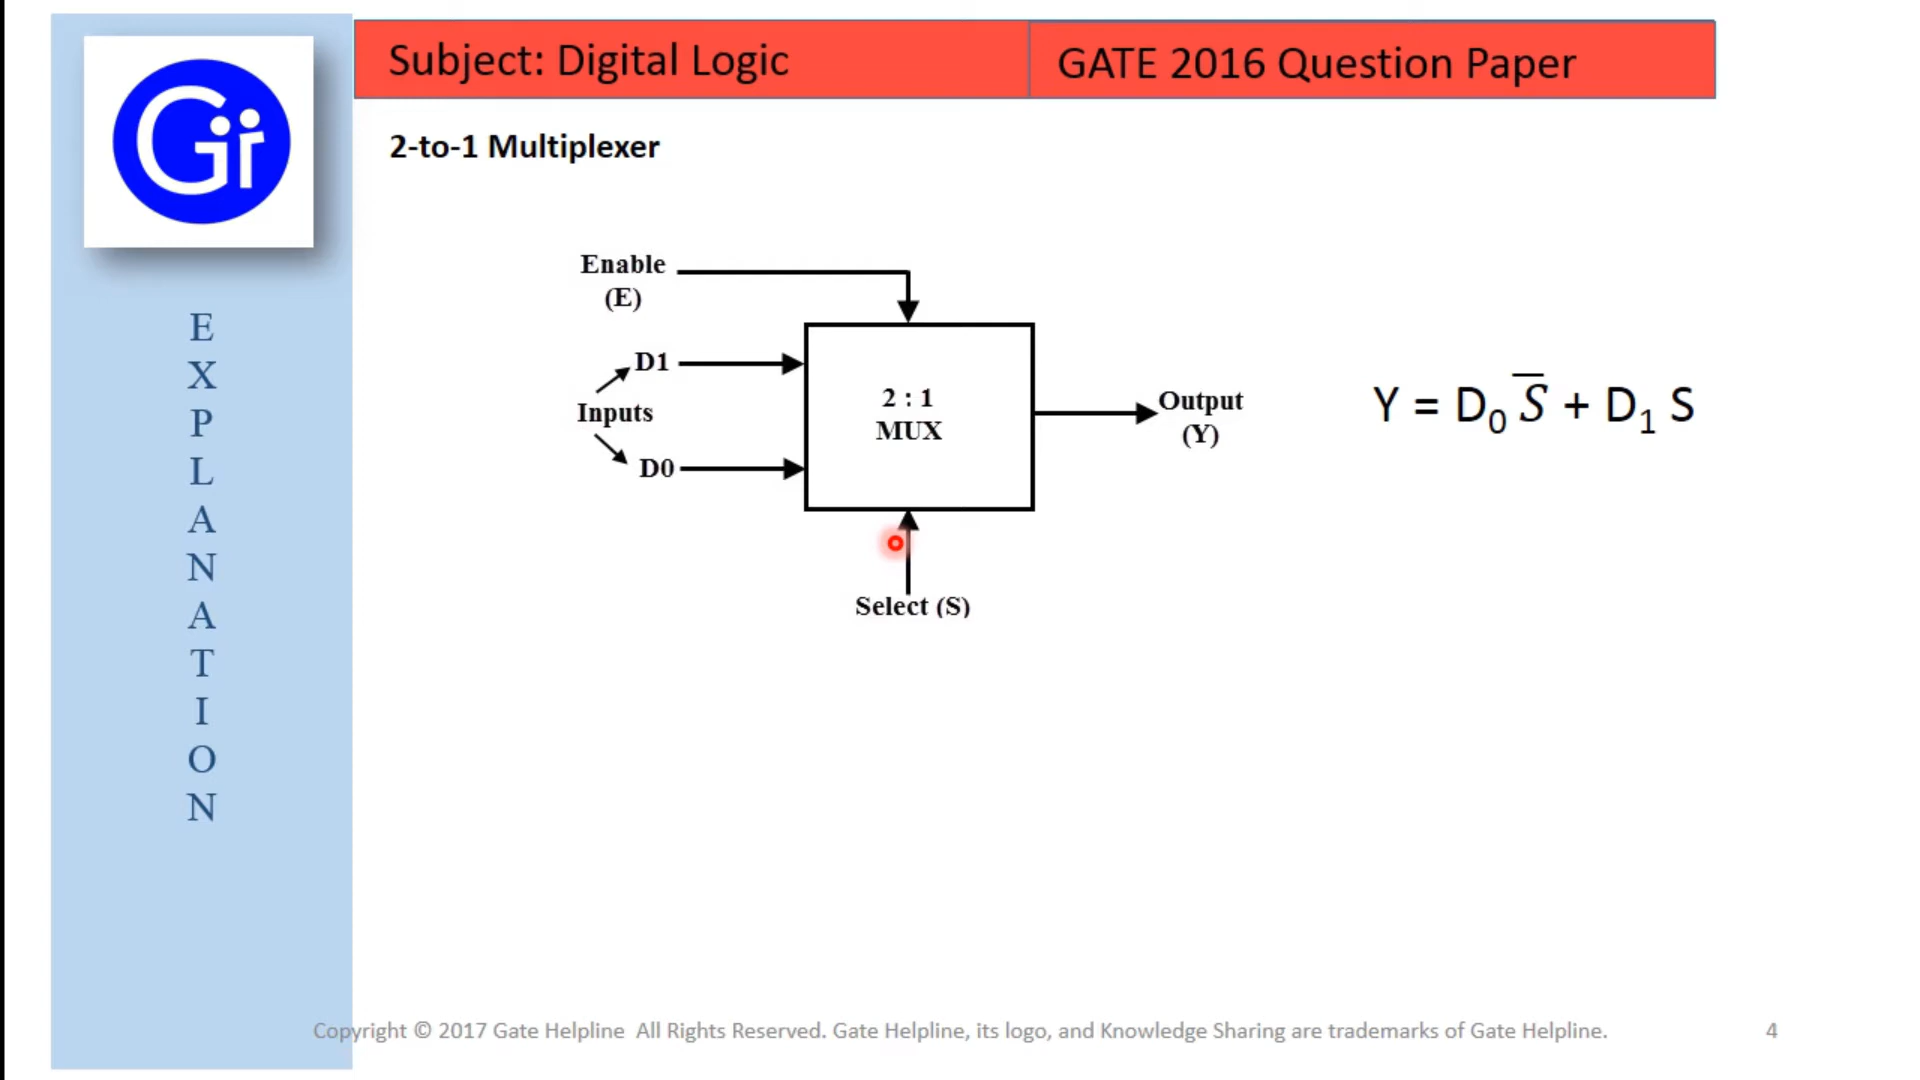 Subject: Digital Logic
GATE 2016 Question Paper
Gr
2-to-1 Multiplexer
E
X
P
L
A
N
A
T
I
O
N
Enable
(E)
D1
Inputs
D0
2 : 1
MUX
Output
(Y)
Select (S)
Y = D₀ S̅ + D₁ S
Copyright © 2017 Gate Helpline All Rights Reserved. Gate Helpline, its logo, and Knowledge Sharing are trademarks of Gate Helpline.
4